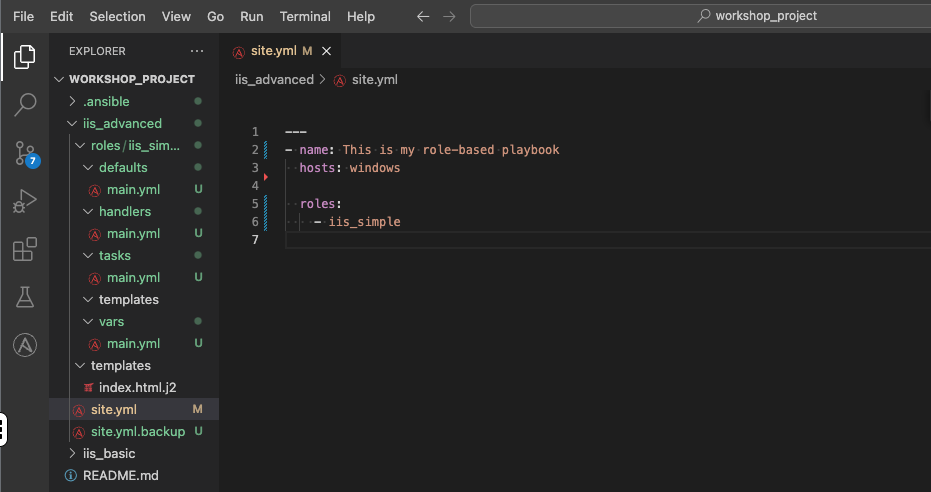 File Edit Selection View Go Run Terminal Help workshop_project
EXPLORER
WORKSHOP_PROJECT
.ansible
iis_advanced
roles/iis_sim...
defaults
main.yml U
handlers
main.yml U
tasks
main.yml U
templates
vars
main.yml U
templates
index.html.j2
site.yml M
site.yml.backup U
iis_basic
README.md
7
site.yml M
iis_advanced > site.yml
1 ---
2 - name: This is my role-based playbook
3 hosts: windows
4
5 roles:
6 - iis_simple
7